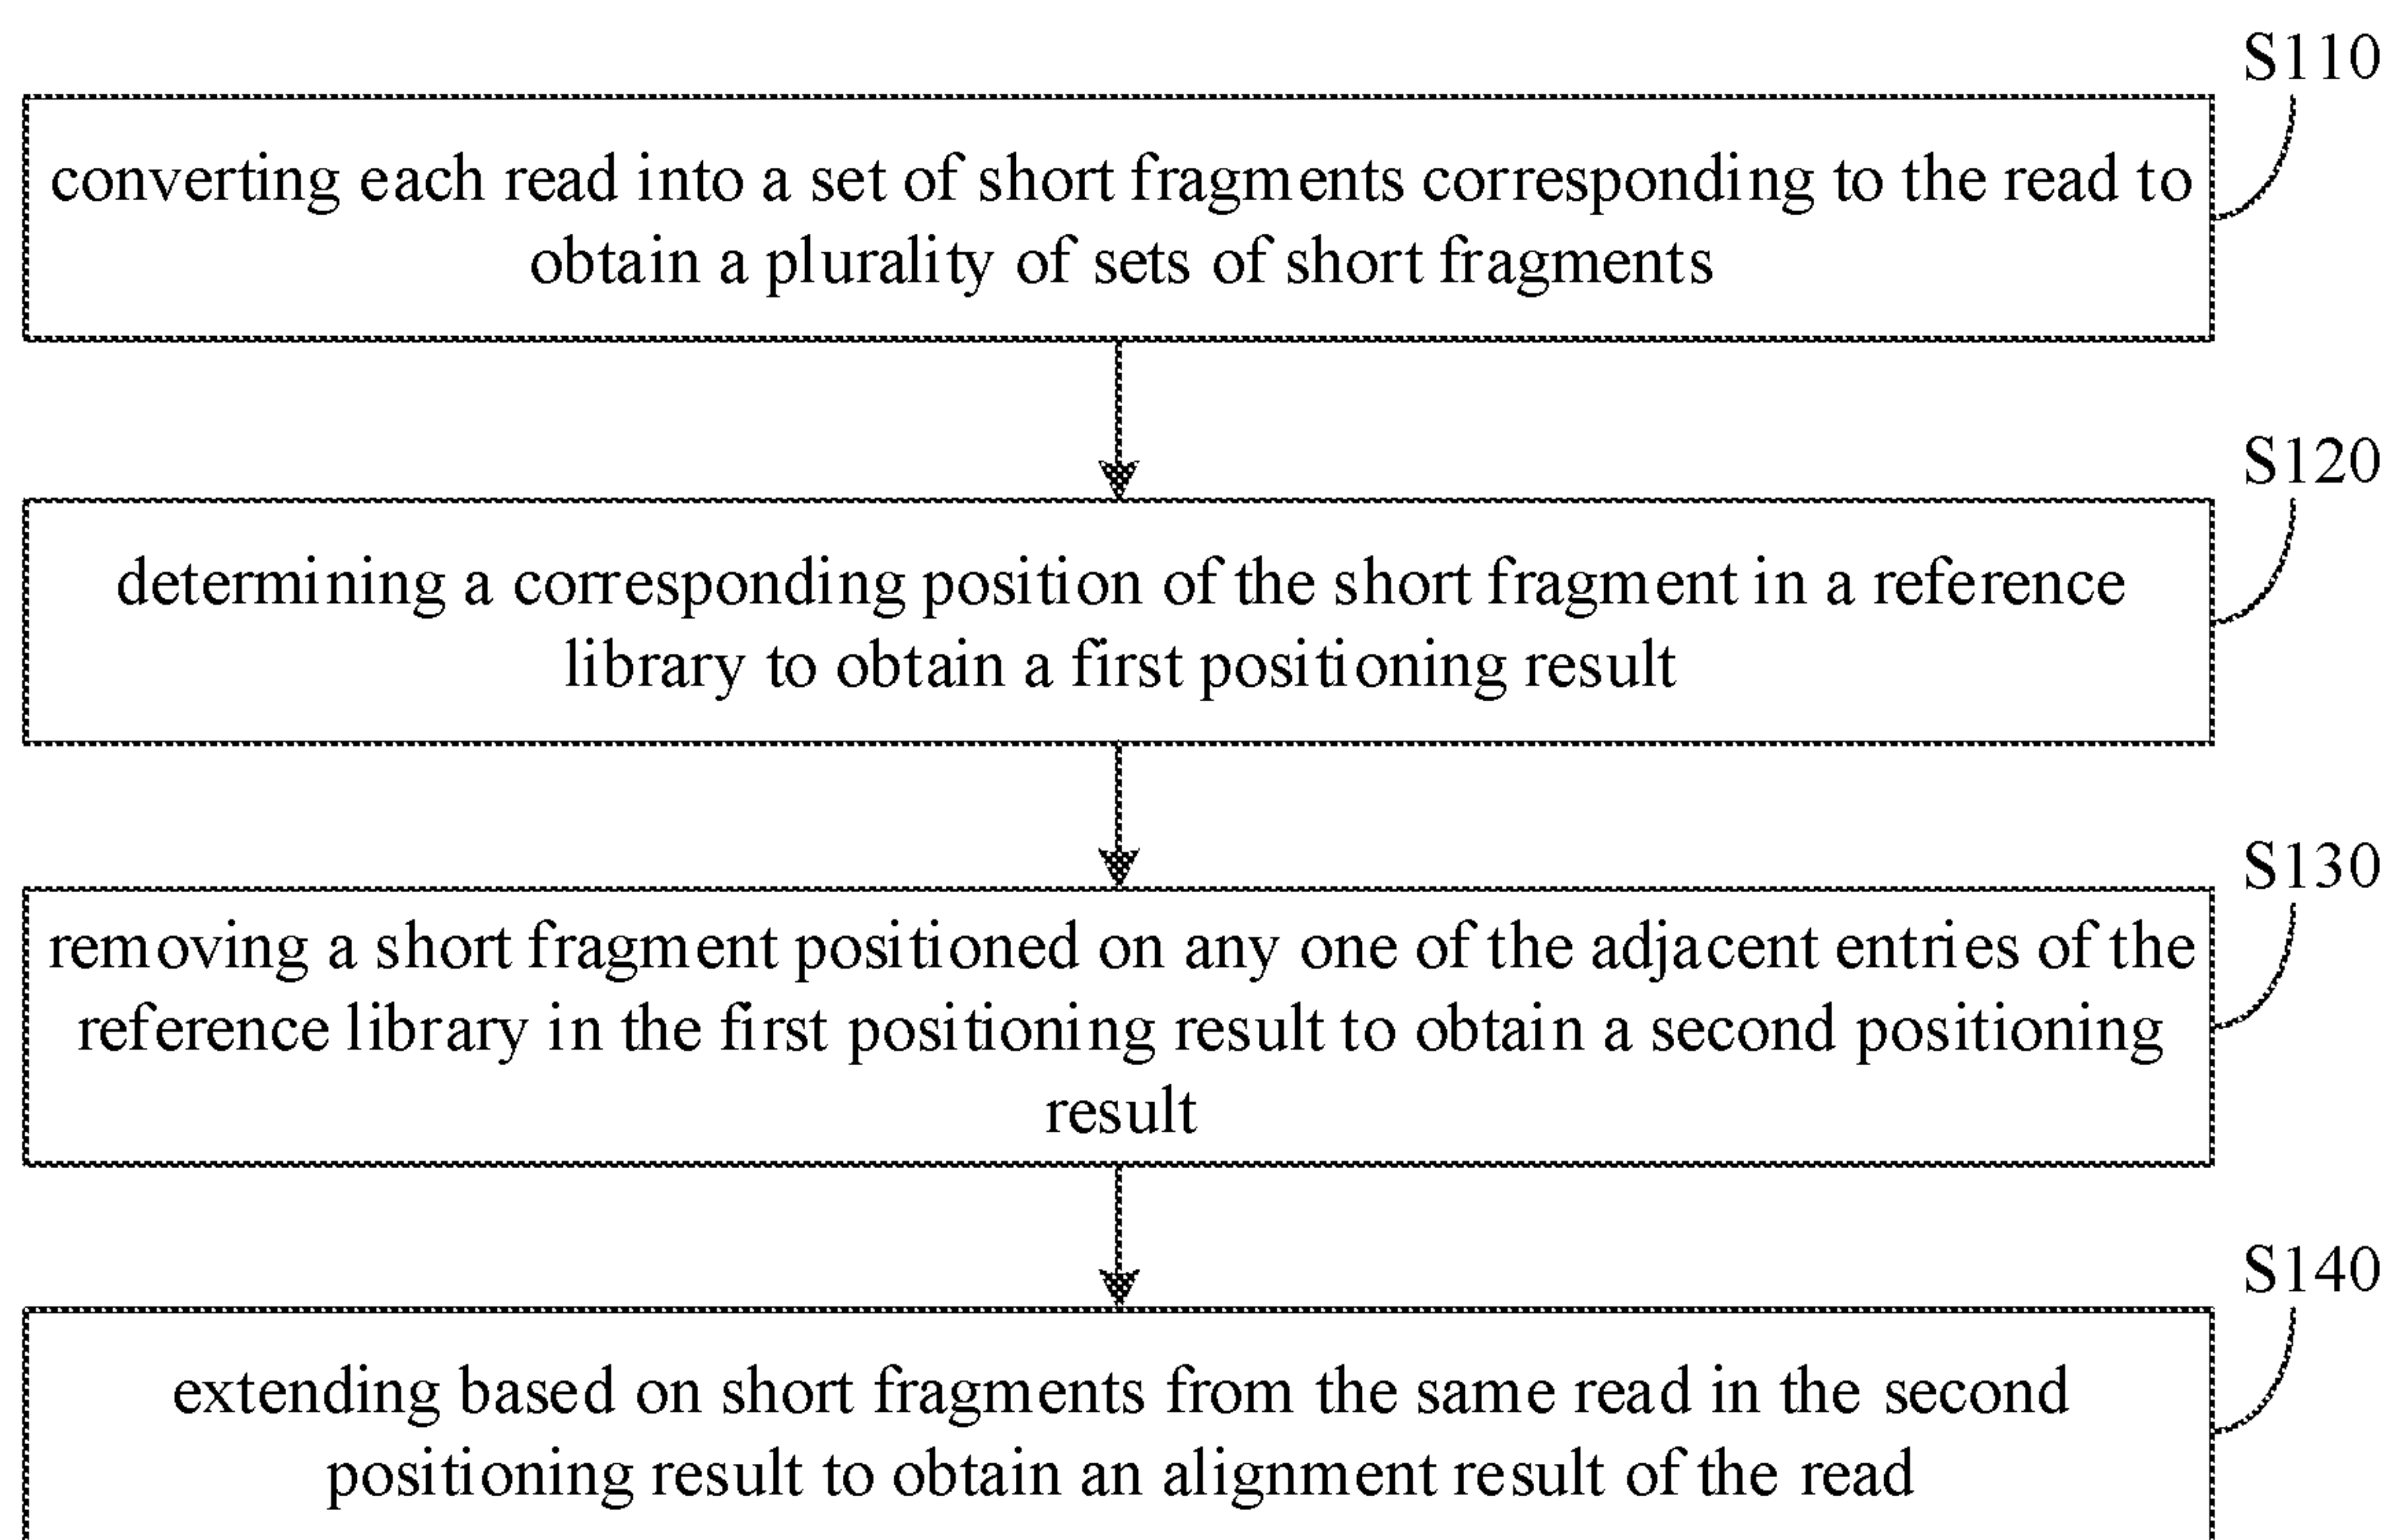 S110
converting each read into a set of short fragments corresponding to the read to
obtain a plurality of sets of short fragments
S120
determining a corresponding position of the short fragment in a reference
library to obtain a first positioning result
S130
removing a short fragment positioned on any one of the adjacent entries of the
reference library in the first positioning result to obtain a second positioning
result
S140
extending based on short fragments from the same read in the second
positioning result to obtain an alignment result of the read